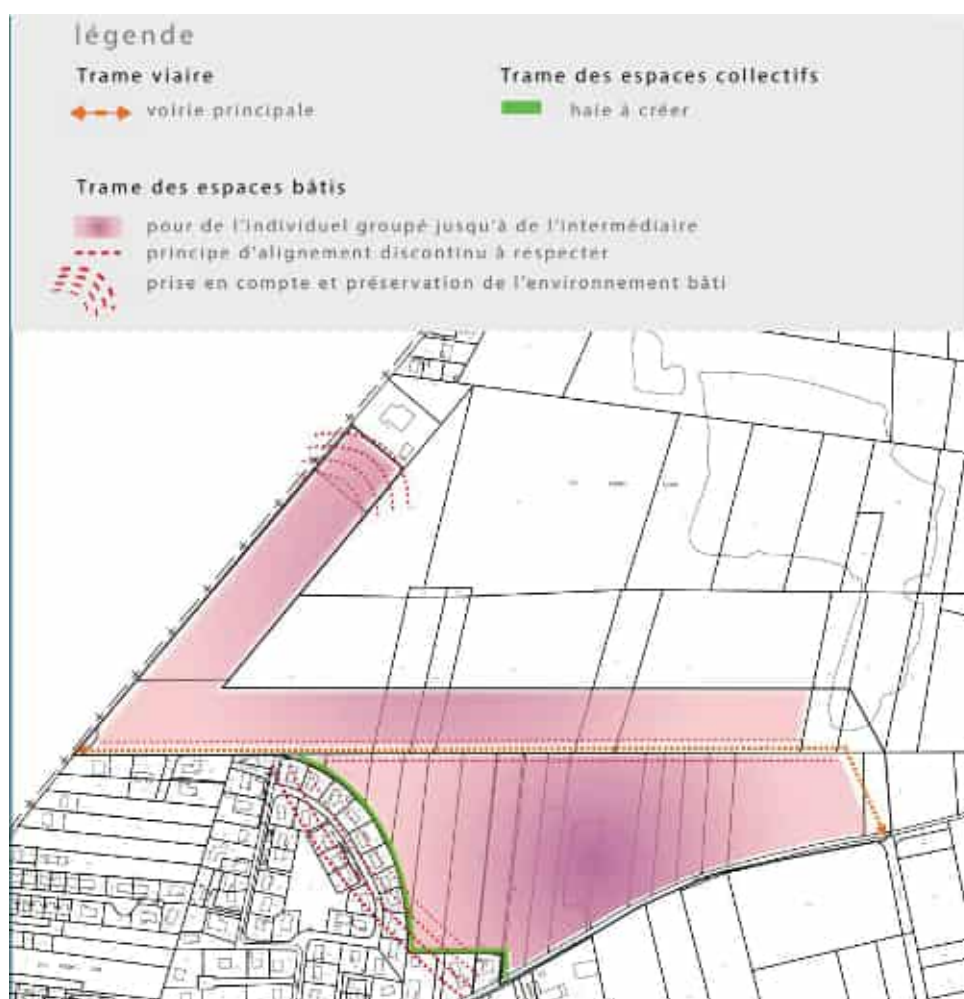 légende
Trame viaire
voirie principale
Trame des espaces collectifs
haie à créer
Trame des espaces bâtis
pour de l'individuel groupé jusqu'à de l'intermédiaire
principe d'alignement discontinu à respecter
prise en compte et préservation de l'environnement bâti